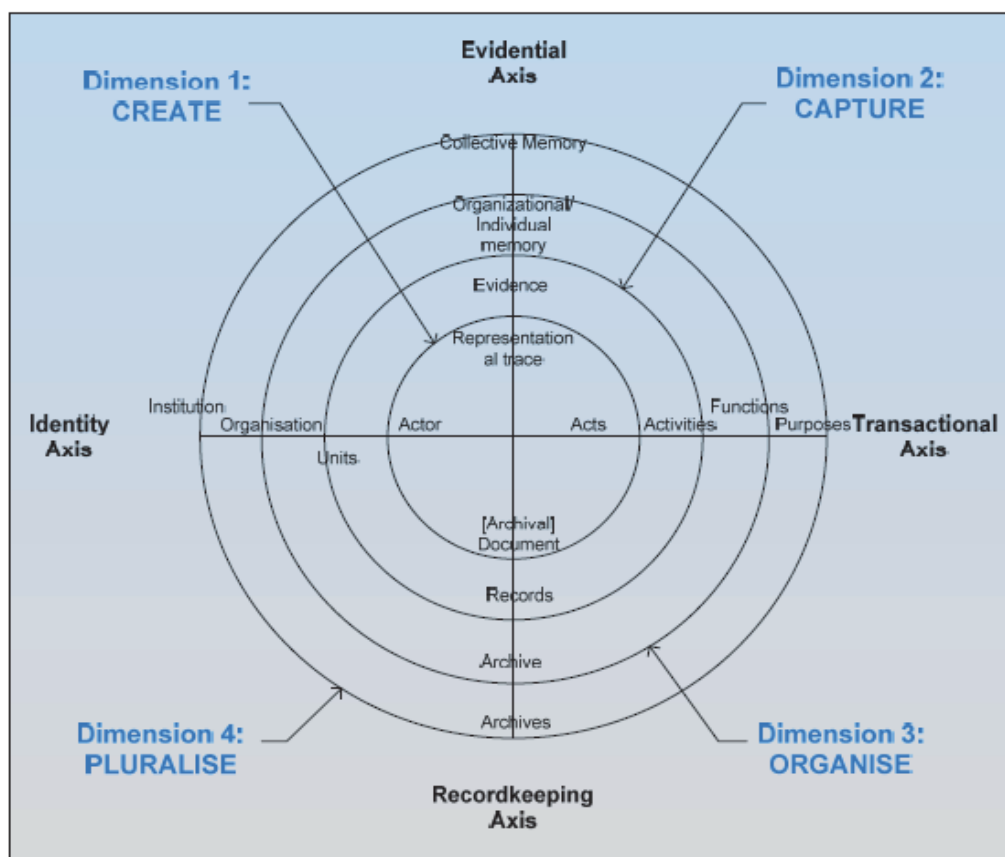 Evidential
Axis
Dimension 1:
CREATE
Dimension 2:
CAPTURE
Collective Memory
Organizational/
Individual
memory
Evidence
Representation
al trace
Identity
Axis
Institution
Organisation
Units
Actor
Acts
Activities
Functions
Purposes
Transactional
Axis
[Archival]
Document
Records
Archive
Archives
Dimension 4:
PLURALISE
Dimension 3:
ORGANISE
Recordkeeping
Axis